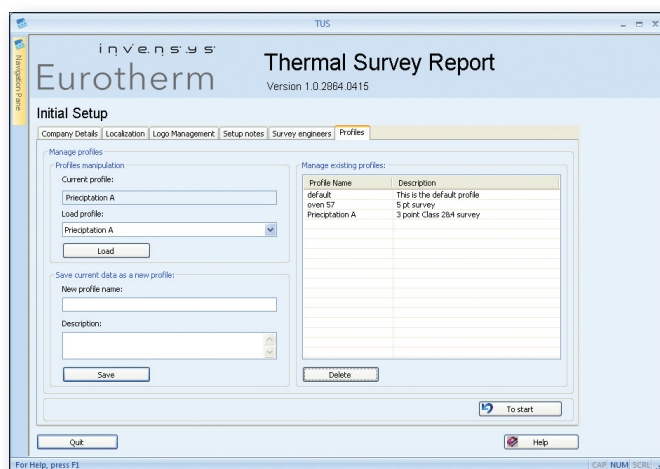 TUS
Navigation Pane
invensys
Eurotherm
Thermal Survey Report
Version 1.0.2864.0415
Initial Setup
Company Details Localization Logo Management Setup notes Survey engineers Profiles
Manage profiles
Profiles manipulation
Current profile:
Prieciptation A
Load profile:
Prieciptation A
Load
Save current data as a new profile:
New profile name:
Description:
Save
Manage existing profiles:
Profile Name Description
default This is the default profile
oven 57 5 pt survey
Prieciptation A 3 point Class 2&4 survey
Delete
To start
Quit
Help
For Help, press F1
CAP NUM SCRL